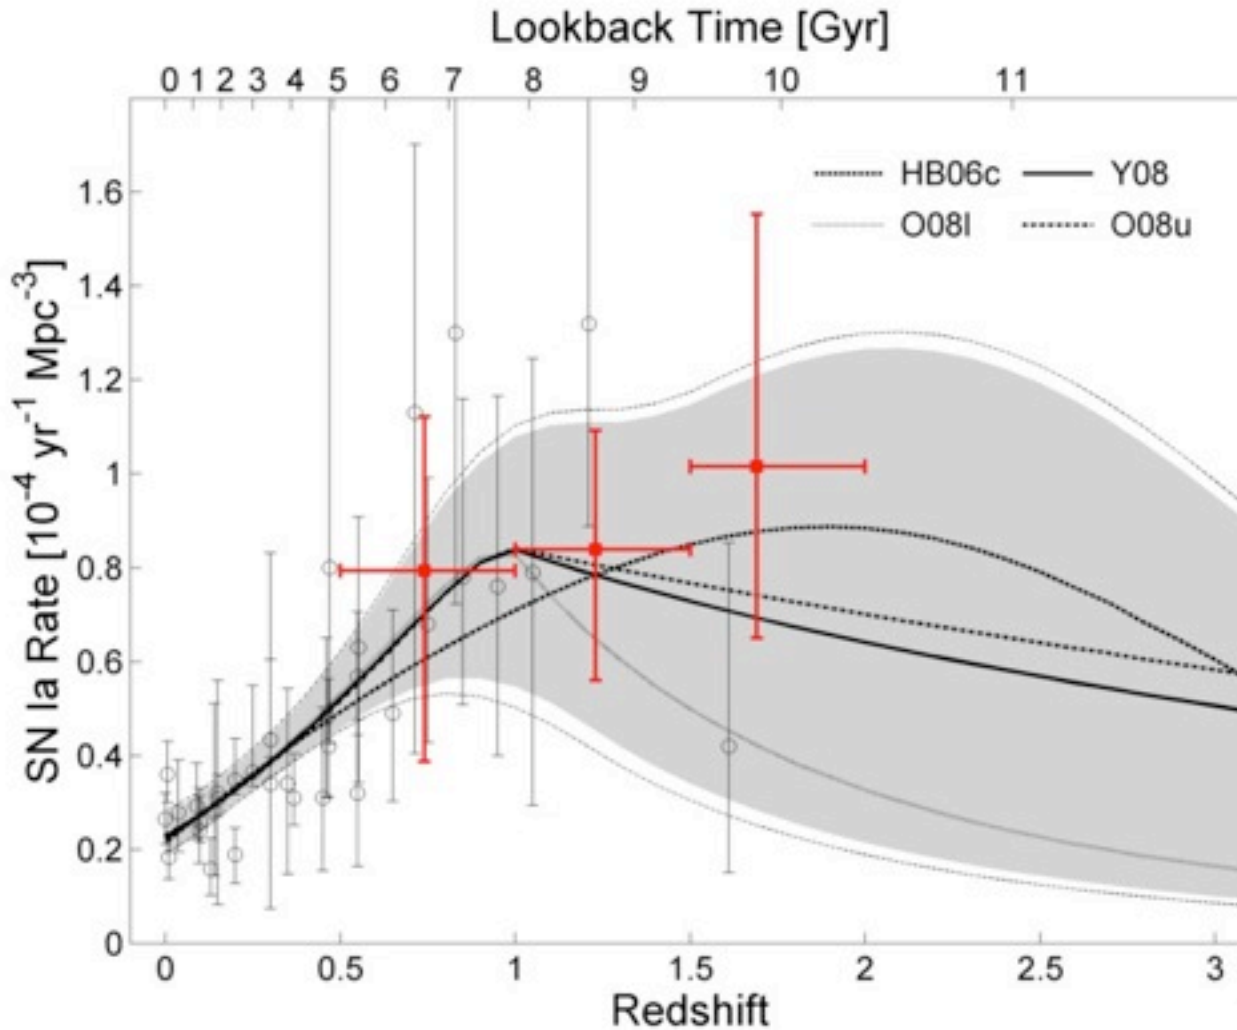 Lookback Time [Gyr]
0 1 2 3 4 5 6 7 8 9 10 11
HB06c Y08
O08l O08u
SN Ia Rate [10-4 yr-1 Mpc-3]
1.6
1.4
1.2
1
0.8
0.6
0.4
0.2
0
0 0.5 1 1.5 2 2.5 3
Redshift